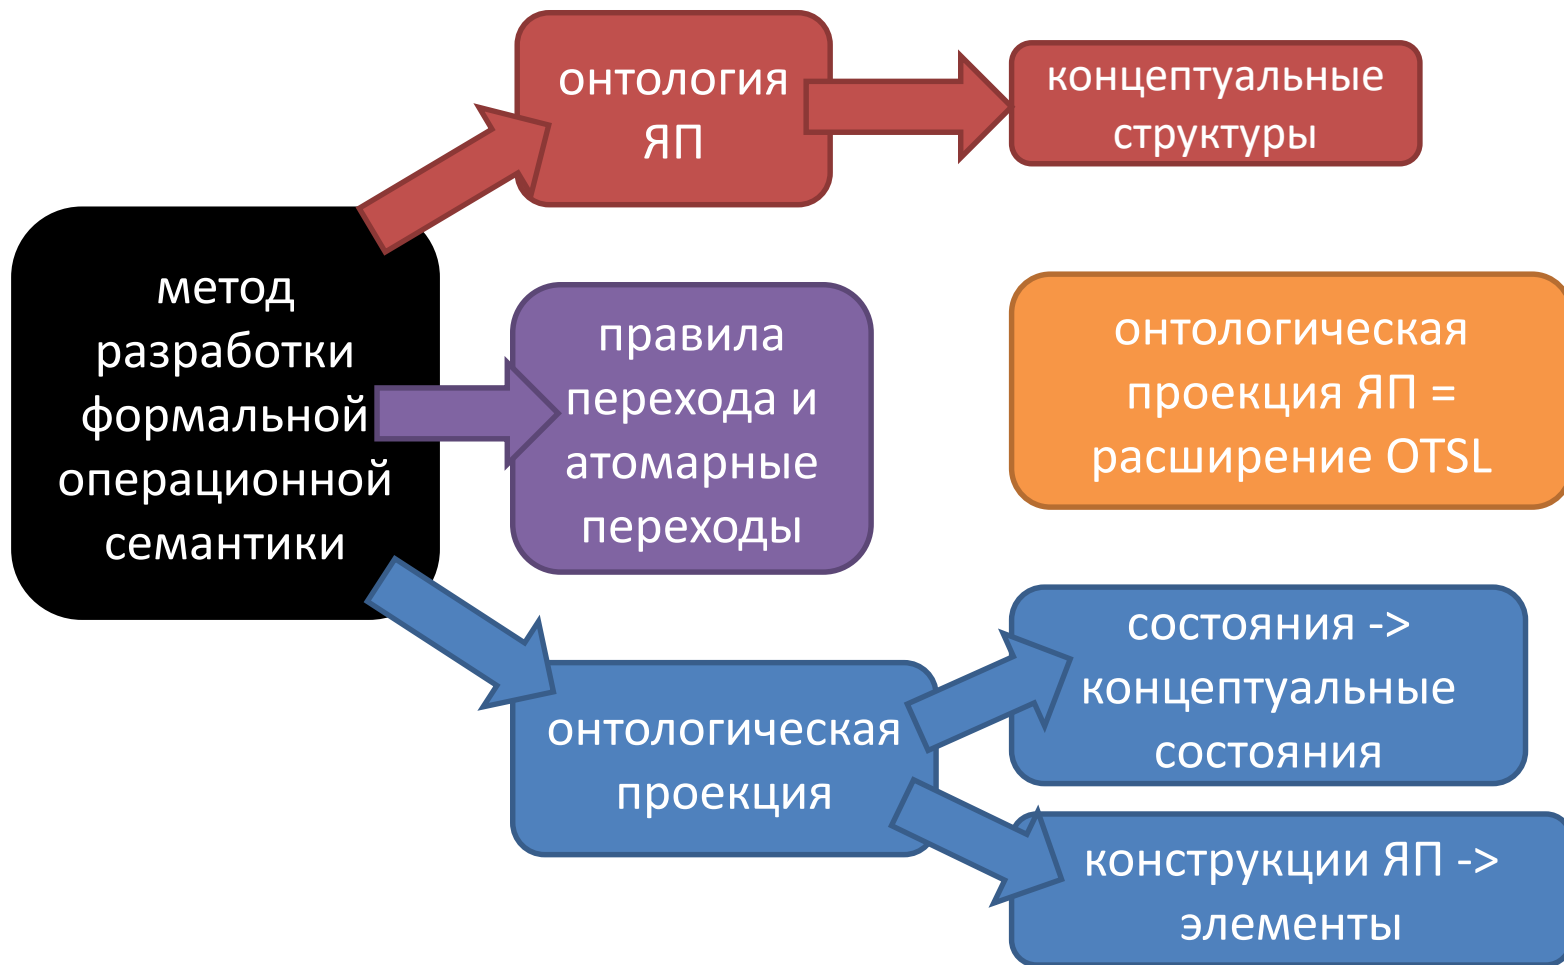 онтология
ЯП
концептуальные
структуры
метод
разработки
формальной
операционной
семантики
правила
перехода и
атомарные
переходы
онтологическая
проекция ЯП =
расширение OTSL
онтологическая
проекция
состояния ->
концептуальные
состояния
конструкции ЯП ->
элементы